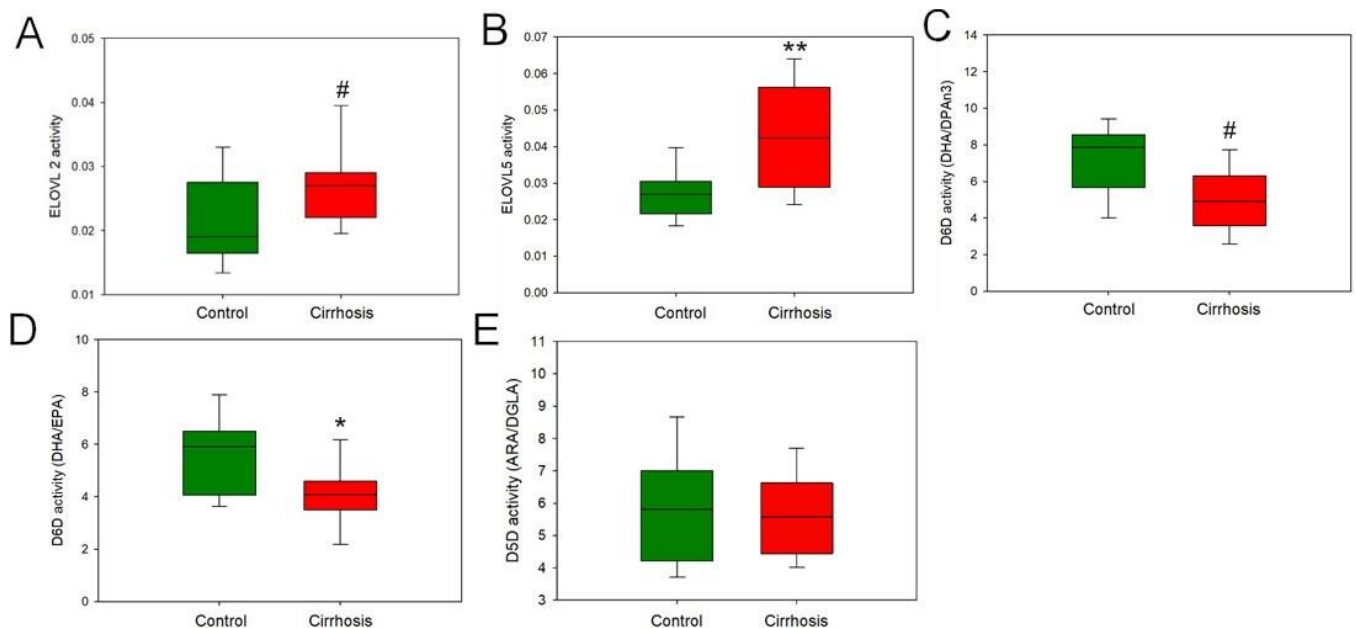 A
ELOVL 2 activity
0.05
0.04
0.03
0.02
0.01
#
Control
Cirrhosis
B
ELOVL5 activity
0.07
0.06
0.05
0.04
0.03
0.02
0.01
0.00
**
Control
Cirrhosis
C
D6D activity (DHA/DPAn3)
14
12
10
8
6
4
2
0
#
Control
Cirrhosis
D
D6D activity (DHA/EPA)
10
8
6
4
2
0
*
Control
Cirrhosis
E
D5D activity (ARA/DGLA)
11
10
9
8
7
6
5
4
3
Control
Cirrhosis